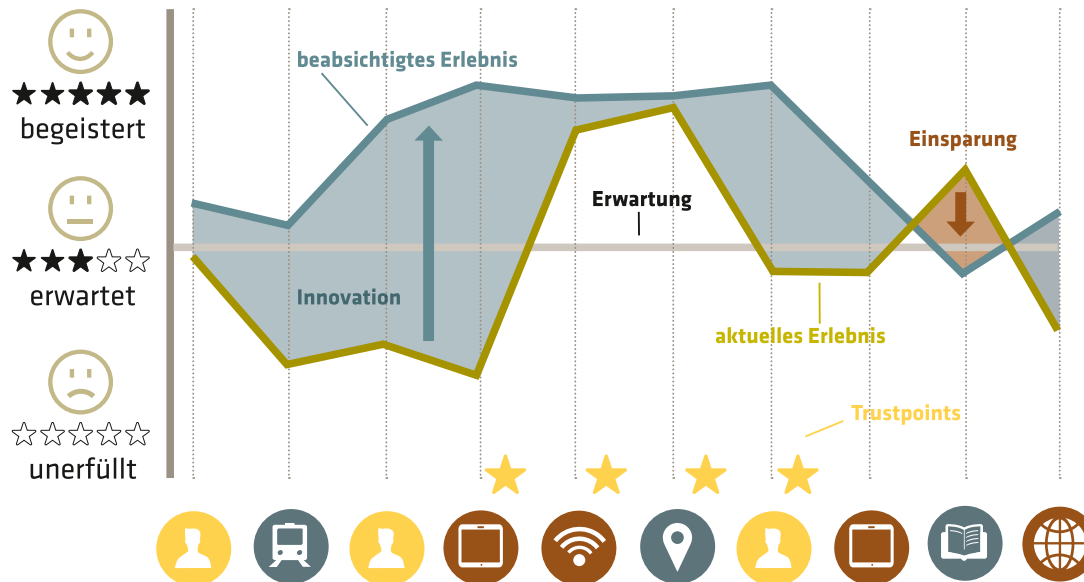 beabsichtigtes Erlebnis
begeistert
Einsparung
Erwartung
erwartet
Innovation
aktuelles Erlebnis
Trustpoints
unerfüllt